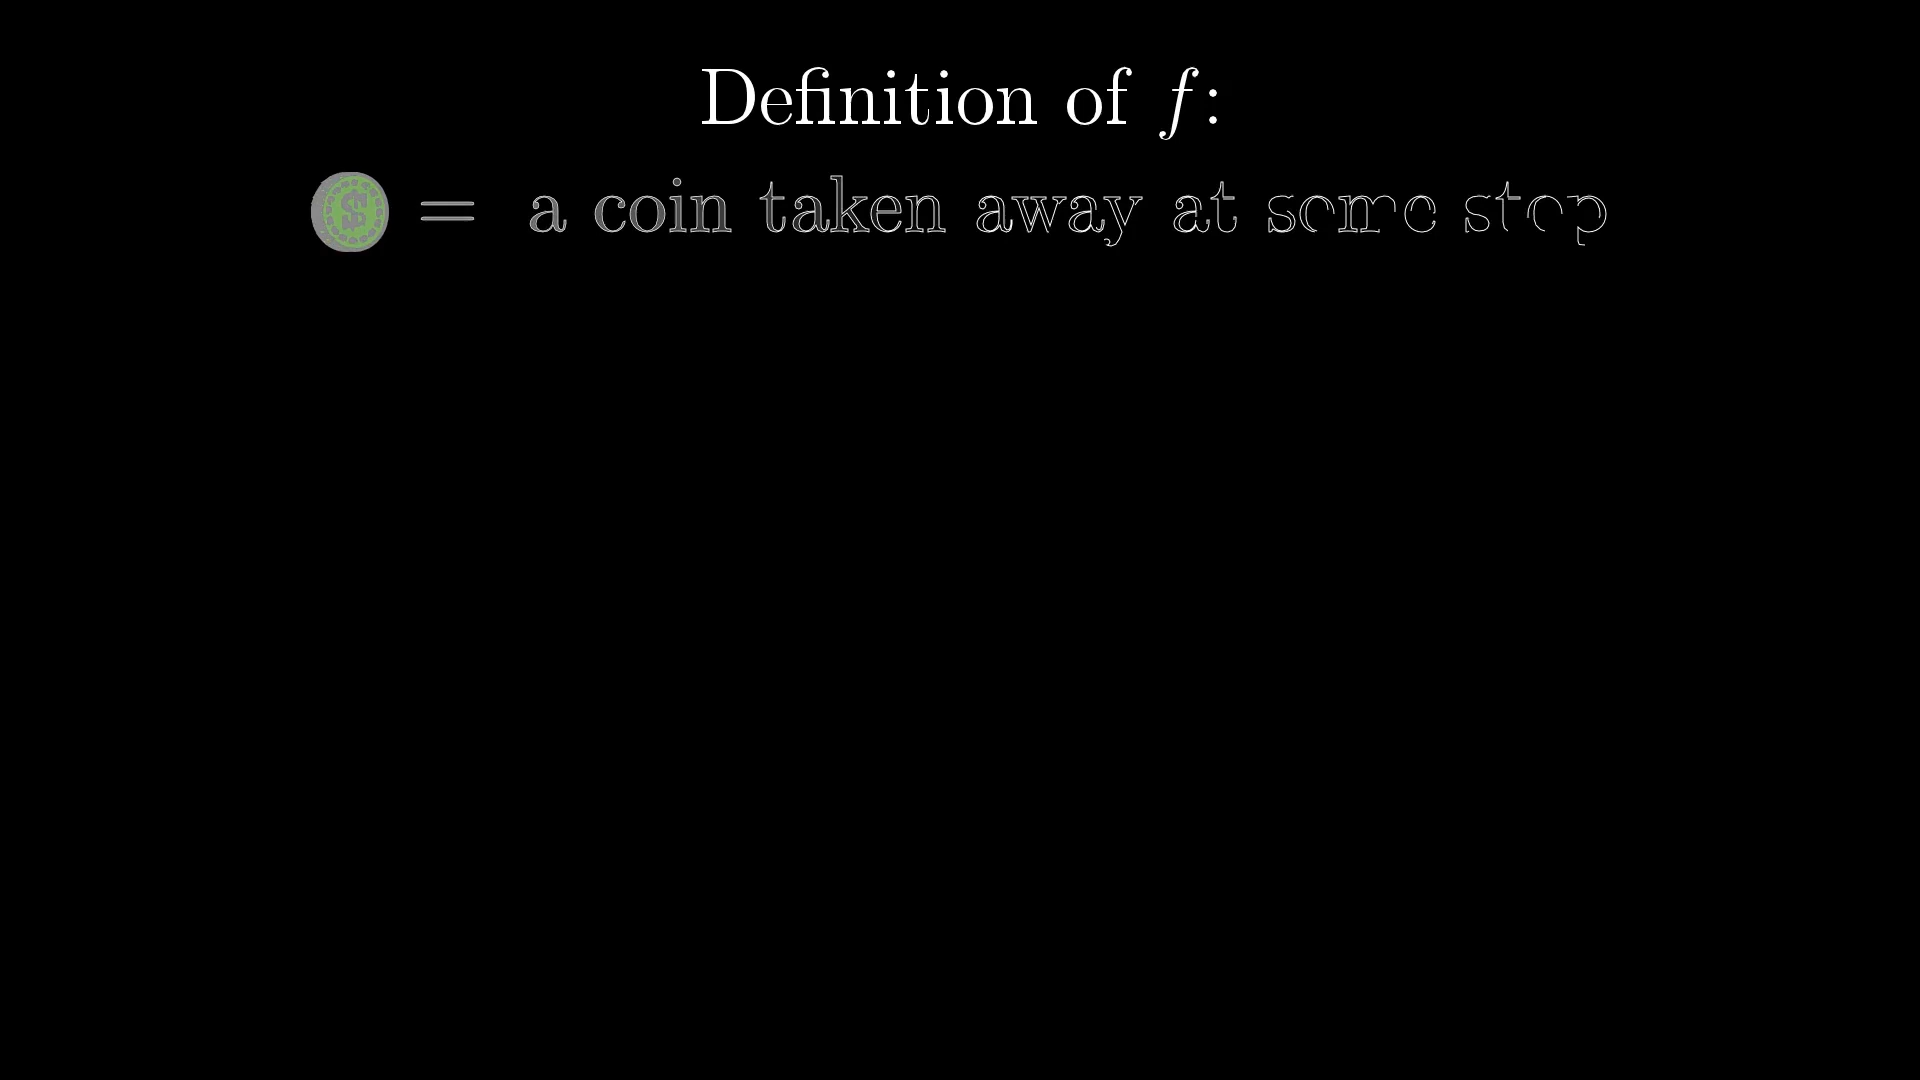 Definition of f:
$ = a coin taken away at some step